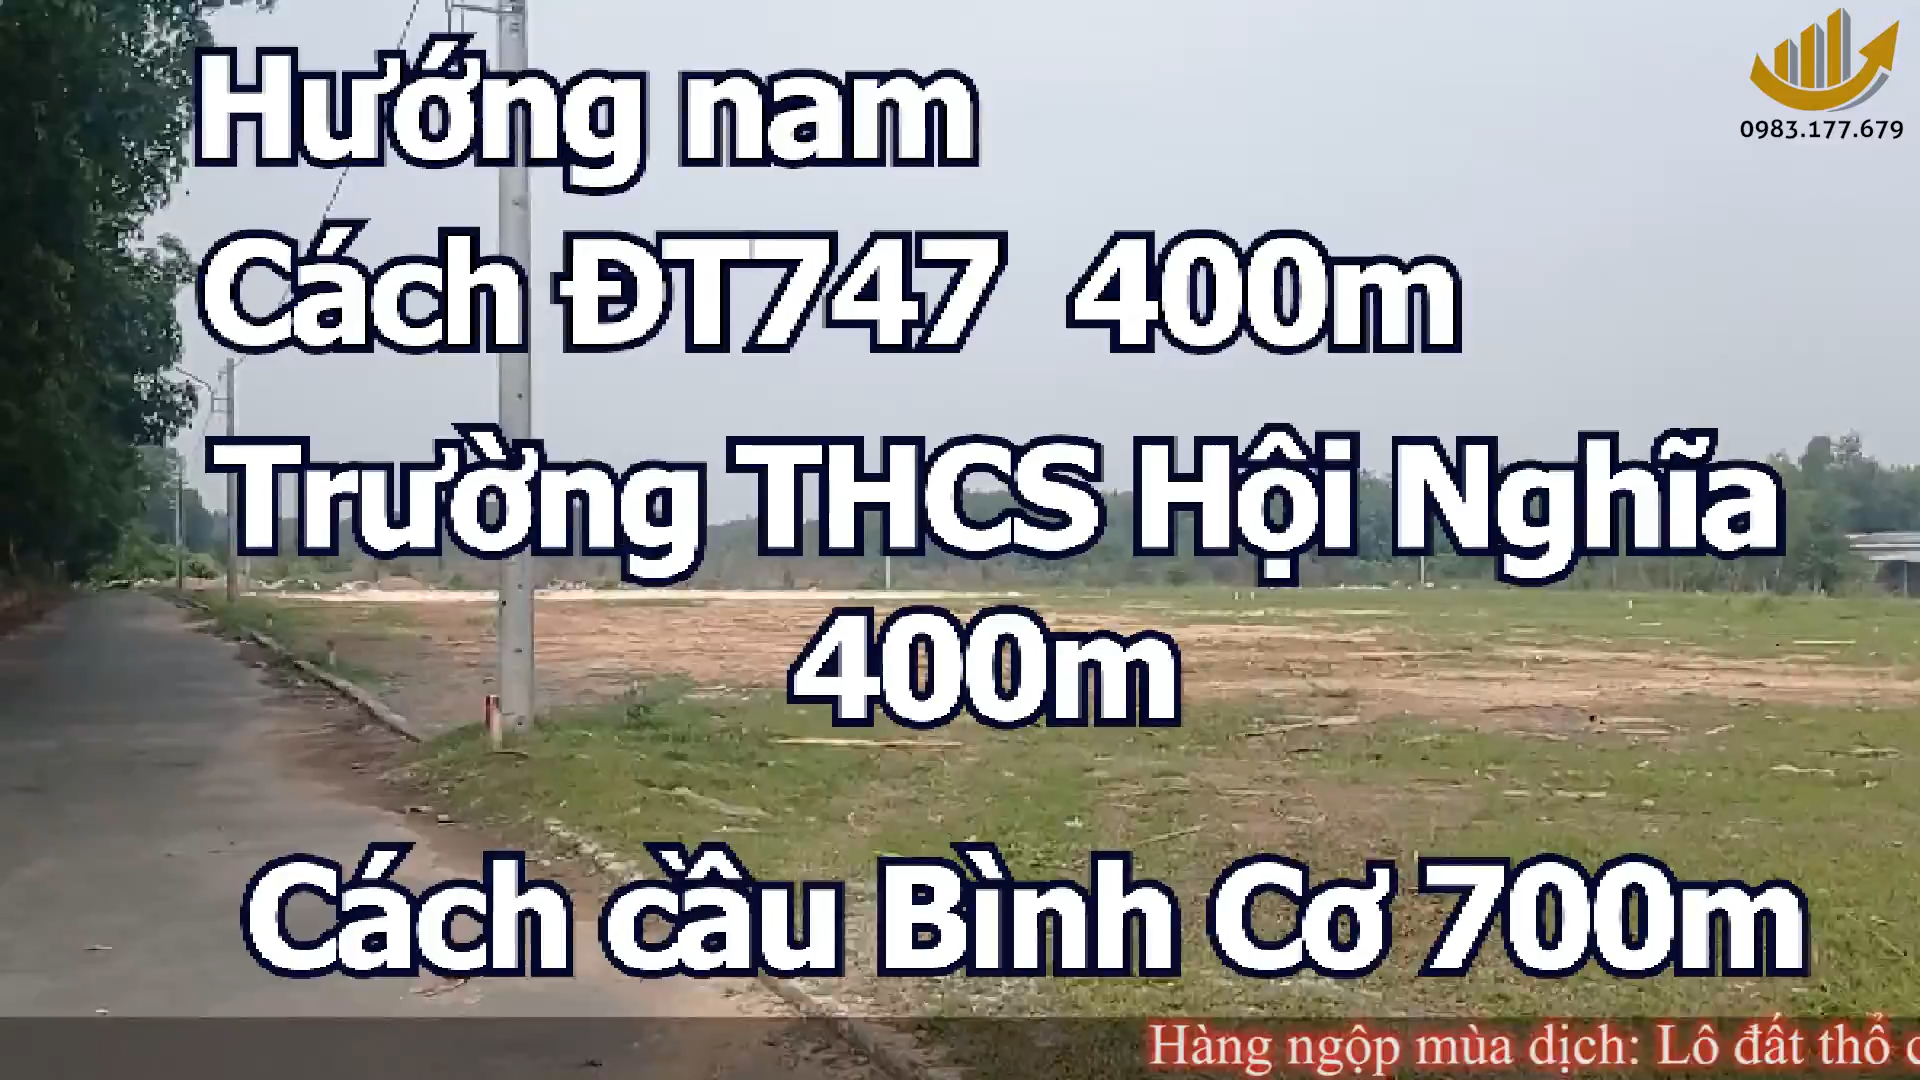 0983.177.679
Hướng nam
Cách ĐT747 400m
Trường THCS Hội Nghĩa
400m
Cách cầu Bình Cơ 700m
Hàng ngộp mùa dịch: Lô đất thổ